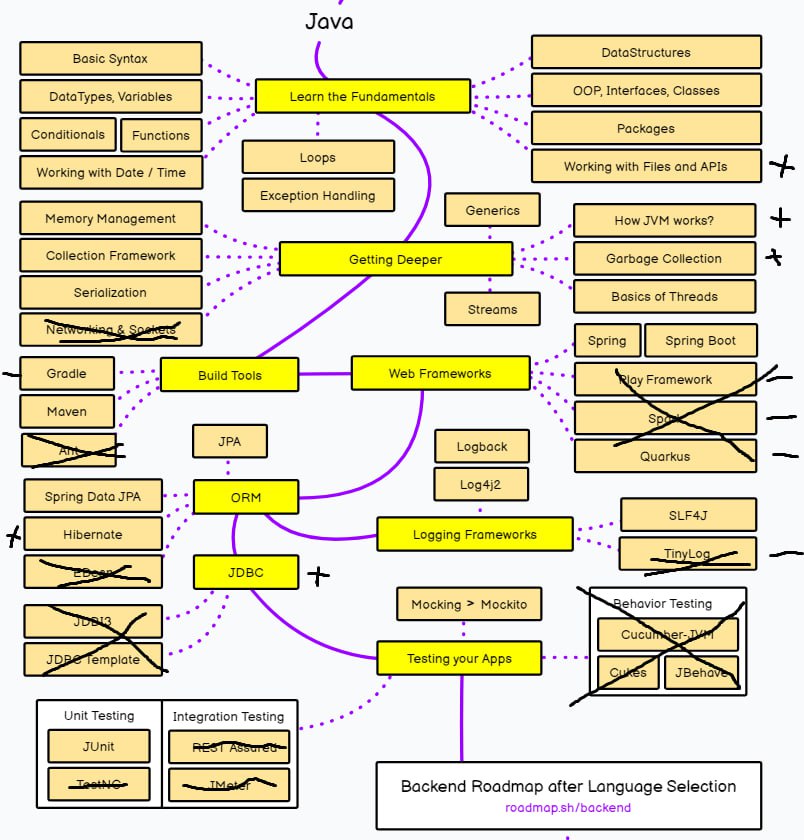 Java
Basic Syntax
DataTypes, Variables
Conditionals
Functions
Working with Date / Time
Learn the Fundamentals
Loops
Exception Handling
DataStructures
OOP, Interfaces, Classes
Packages
Working with Files and APIs
Memory Management
Collection Framework
Serialization
Networking & Sockets
Getting Deeper
Generics
Streams
How JVM works?
Garbage Collection
Basics of Threads
Gradle
Maven
Ant
Build Tools
Web Frameworks
Spring
Spring Boot
Play Framework
Spark
Quarkus
JPA
Spring Data JPA
Hibernate
EBean
ORM
Logback
Log4j2
Logging Frameworks
SLF4J
TinyLog
JDBC
JDBI3
JDBC Template
Mocking > Mockito
Testing your Apps
Behavior Testing
Cucumber-JVM
Cukes
JBehave
Unit Testing
JUnit
TestNG
Integration Testing
REST Assured
JMeter
Backend Roadmap after Language Selection
roadmap.sh/backend